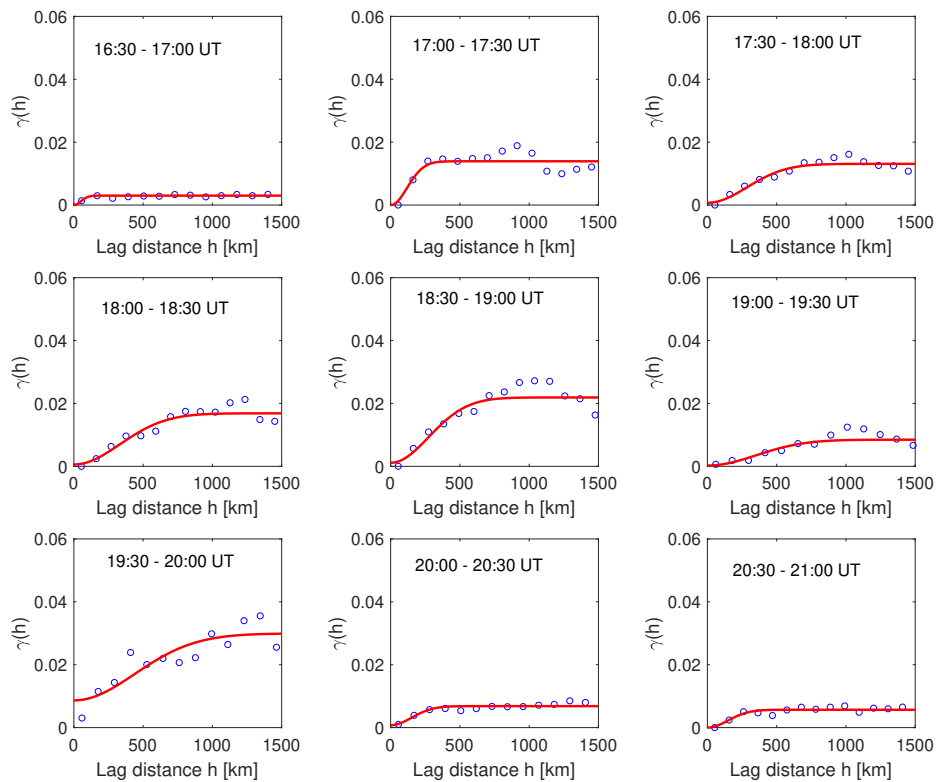 16:30 - 17:00 UT
0.06
0.04
0.02
0
γ(h)
0 500 1000 1500
Lag distance h [km]
17:00 - 17:30 UT
0.06
0.04
0.02
0
γ(h)
0 500 1000 1500
Lag distance h [km]
17:30 - 18:00 UT
0.06
0.04
0.02
0
γ(h)
0 500 1000 1500
Lag distance h [km]
18:00 - 18:30 UT
0.06
0.04
0.02
0
γ(h)
0 500 1000 1500
Lag distance h [km]
18:30 - 19:00 UT
0.06
0.04
0.02
0
γ(h)
0 500 1000 1500
Lag distance h [km]
19:00 - 19:30 UT
0.06
0.04
0.02
0
γ(h)
0 500 1000 1500
Lag distance h [km]
19:30 - 20:00 UT
0.06
0.04
0.02
0
γ(h)
0 500 1000 1500
Lag distance h [km]
20:00 - 20:30 UT
0.06
0.04
0.02
0
γ(h)
0 500 1000 1500
Lag distance h [km]
20:30 - 21:00 UT
0.06
0.04
0.02
0
γ(h)
0 500 1000 1500
Lag distance h [km]